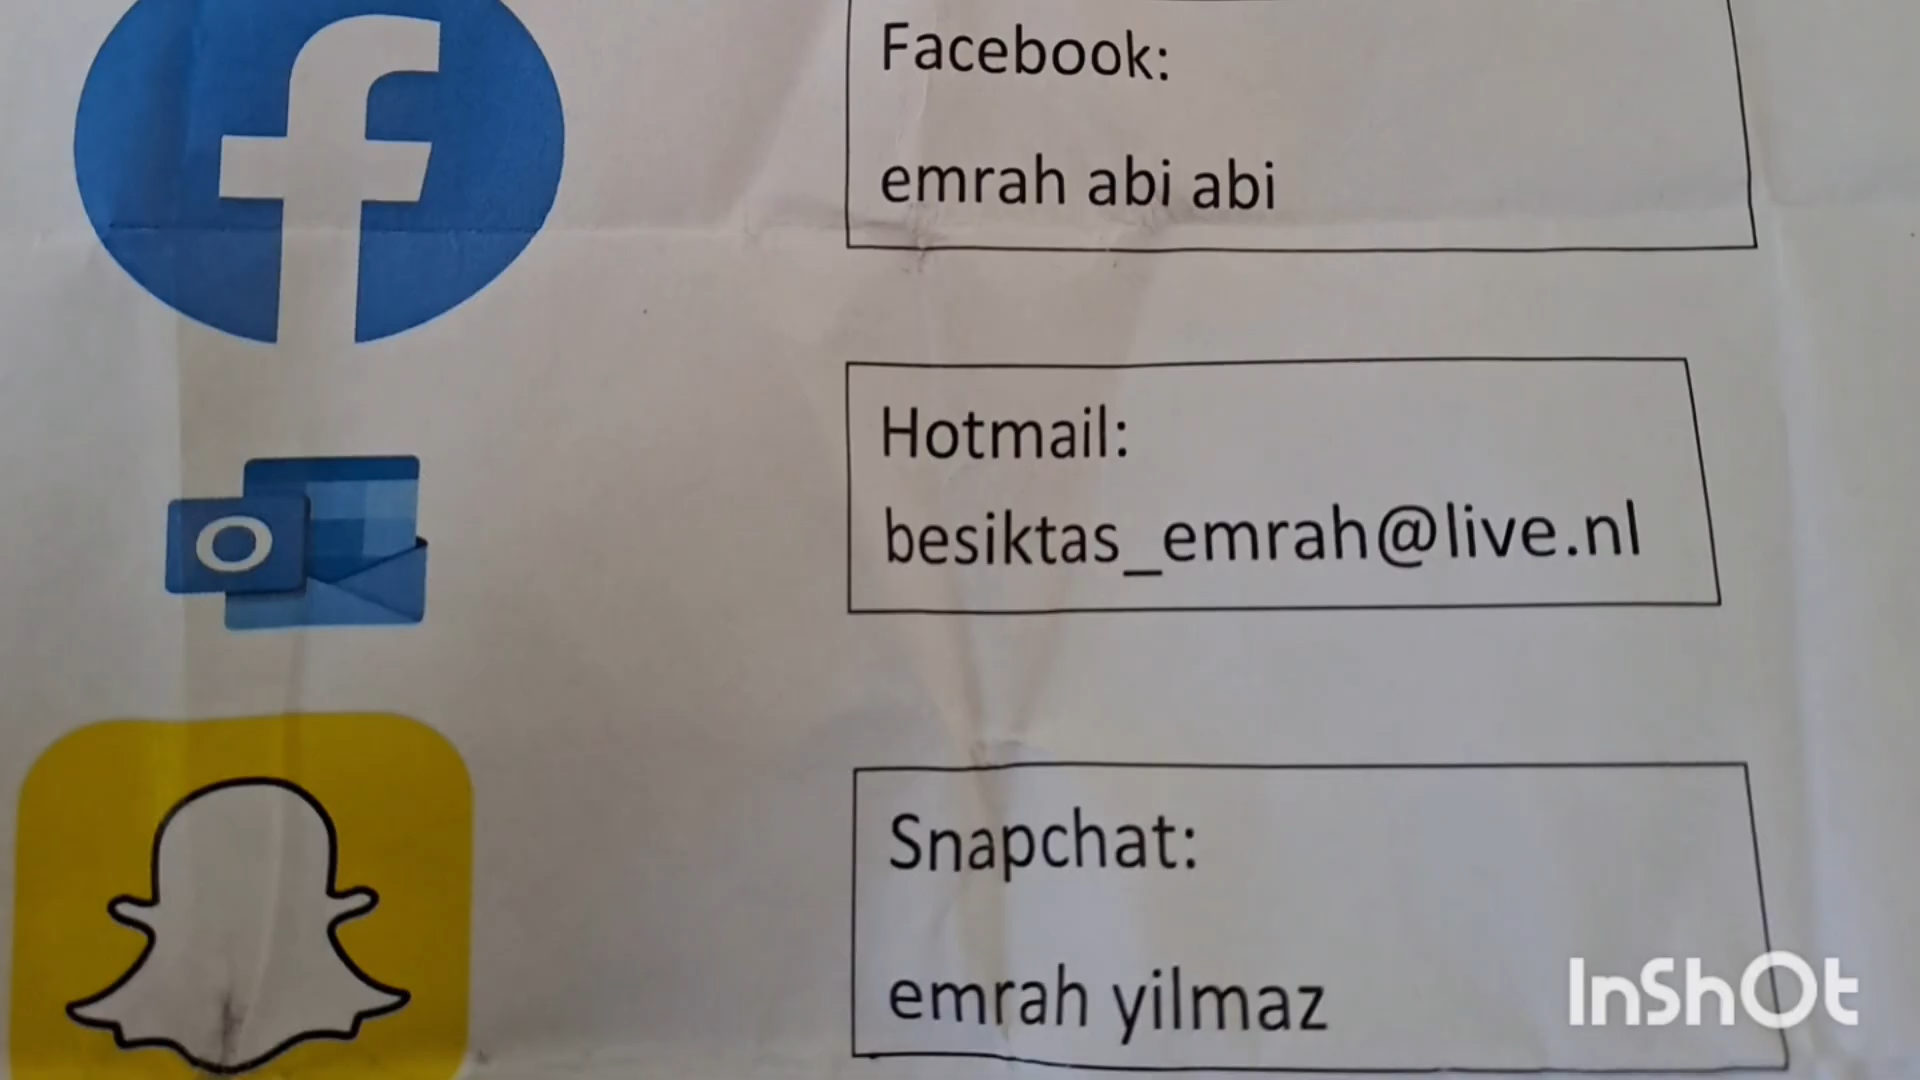 Facebook:
emrah abi abi
Hotmail:
besiktas_emrah@live.nl
Snapchat:
emrah yilmaz
InShOt